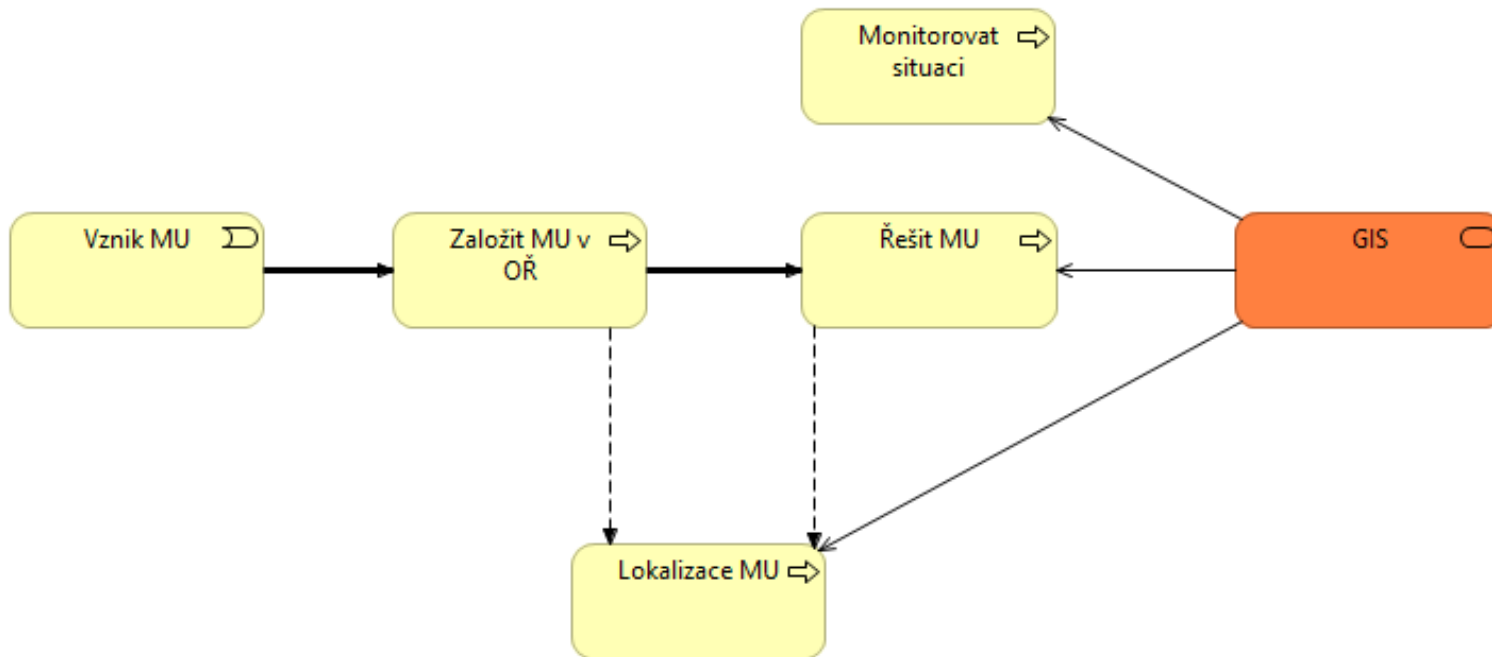 Monitorovat
situaci
Vznik MU
Založit MU v
OŘ
Řešit MU
GIS
Lokalizace MU